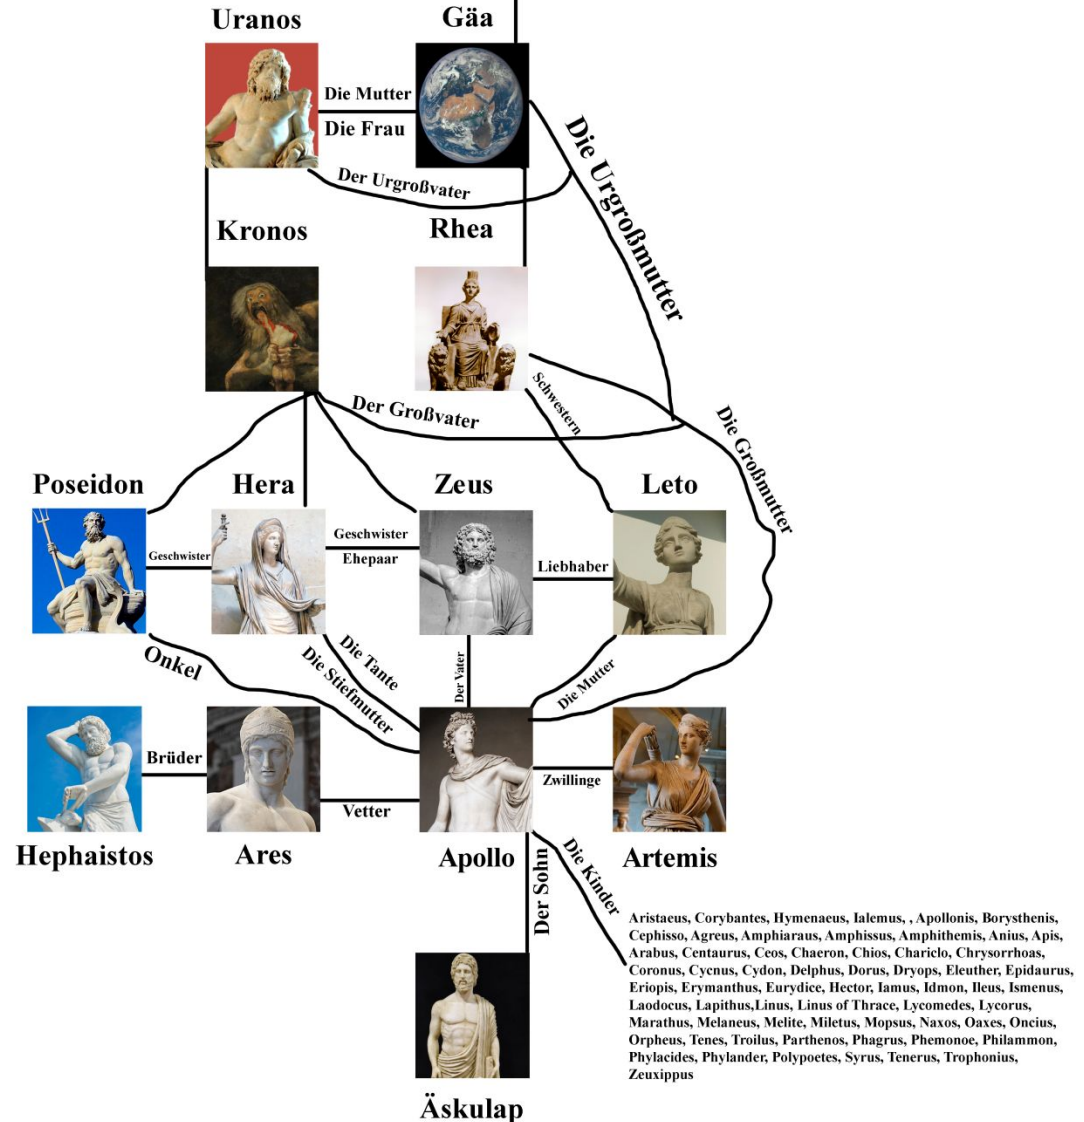 Uranos
Gäa
Die Mutter
Die Frau
Der Urgroßvater
Die Urgroßmutter
Kronos
Rhea
Der Großvater
Schwestern
Die Großmutter
Poseidon
Hera
Zeus
Leto
Geschwister
Geschwister
Ehepaar
Liebhaber
Onkel
Die Tante
Die Stiefmutter
Der Vater
Die Mutter
Brüder
Vetter
Zwillinge
Hephaistos
Ares
Apollo
Artemis
Der Sohn
Die Kinder
Aristaeus, Corybantes, Hymenaeus, Ialemus, , Apollonis, Borysthenis,
Cephisso, Agreus, Amphiaraus, Amphissus, Amphithemis, Anius, Apis,
Arabus, Centaurus, Ceos, Chaeron, Chios, Chariclo, Chrysorrhoas,
Coronus, Cycnus, Cydon, Delphus, Dorus, Dryops, Eleuther, Epidaurus,
Eriopis, Erymanthus, Eurydice, Hector, Iamus, Idmon, Ileus, Ismenus,
Laodocus, Lapithus,Linus, Linus of Thrace, Lycomedes, Lycorus,
Marathus, Melaneus, Melite, Miletus, Mopsus, Naxos, Oaxes, Oncius,
Orpheus, Tenes, Troilus, Parthenos, Phagrus, Phemonoe, Philammon,
Phylacides, Phylander, Polypoetes, Syrus, Tenerus, Trophonius,
Zeuxippus
Äskulap